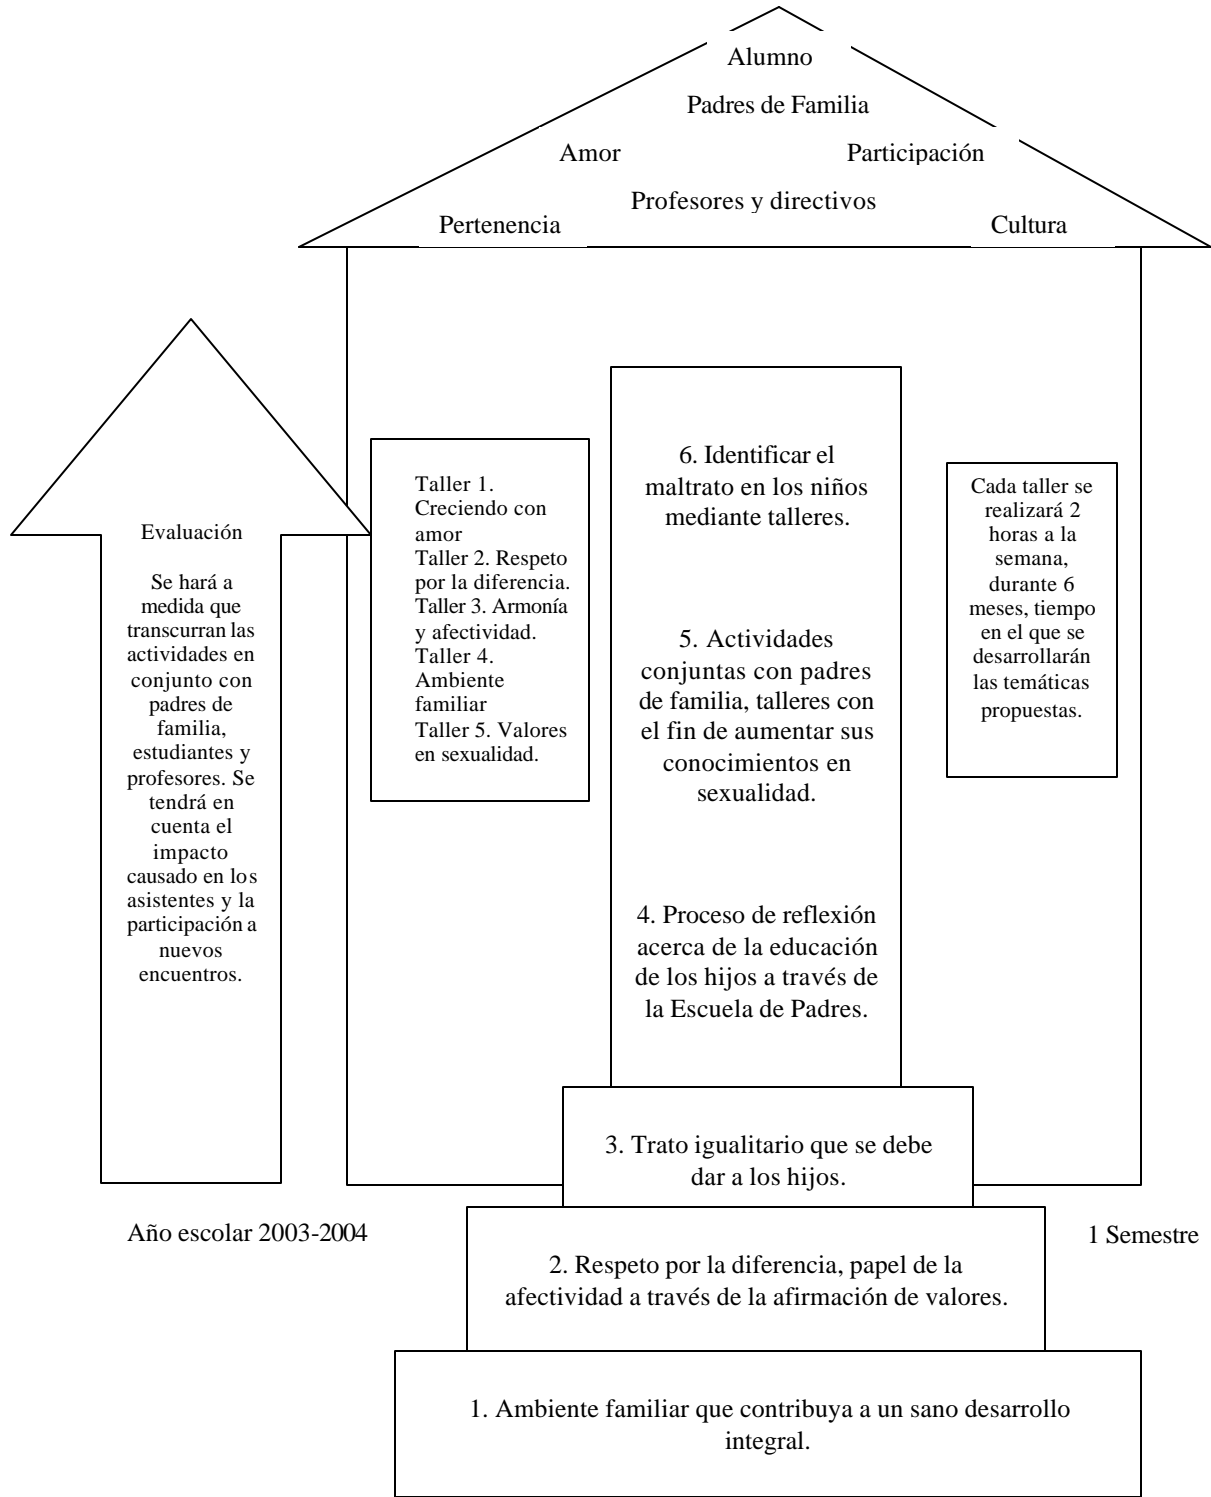 Alumno
Padres de Familia
Amor
Participación
Profesores y directivos
Pertenencia
Cultura
Evaluación
Se hará a
medida que
transcurran las
actividades en
conjunto con
padres de
familia,
estudiantes y
profesores. Se
tendrá en
cuenta el
impacto
causado en los
asistentes y la
participación a
nuevos
encuentros.
Taller 1.
Creciendo con
amor
Taller 2. Respeto
por la diferencia.
Taller 3. Armonía
y afectividad.
Taller 4.
Ambiente
familiar
Taller 5. Valores
en sexualidad.
6. Identificar el
maltrato en los niños
mediante talleres.
5. Actividades
conjuntas con padres
de familia, talleres con
el fin de aumentar sus
conocimientos en
sexualidad.
4. Proceso de reflexión
acerca de la educación
de los hijos a través de
la Escuela de Padres.
Cada taller se
realizará 2
horas a la
semana,
durante 6
meses, tiempo
en el que se
desarrollarán
las temáticas
propuestas.
3. Trato igualitario que se debe
dar a los hijos.
Año escolar 2003-2004
1 Semestre
2. Respeto por la diferencia, papel de la
afectividad a través de la afirmación de valores.
1. Ambiente familiar que contribuya a un sano desarrollo
integral.